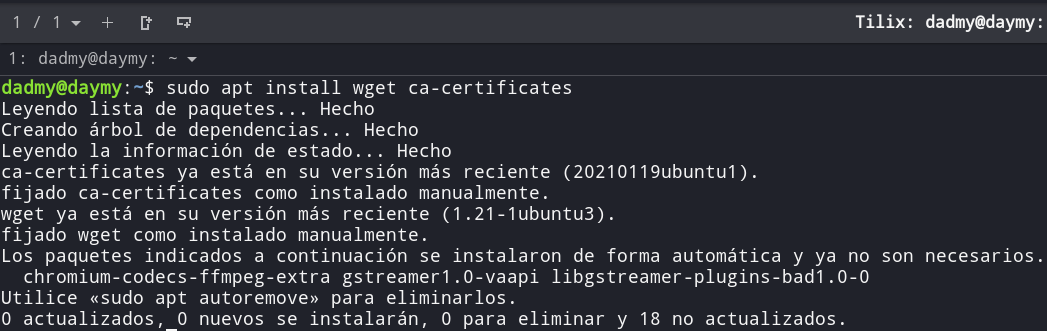 1 / 1
Tilix: dadmy@daymy:
1: dadmy@daymy: ~
dadmy@daymy:~$ sudo apt install wget ca-certificates
Leyendo lista de paquetes... Hecho
Creando árbol de dependencias... Hecho
Leyendo la información de estado... Hecho
ca-certificates ya está en su versión más reciente (20210119ubuntu1).
fijado ca-certificates como instalado manualmente.
wget ya está en su versión más reciente (1.21-1ubuntu3).
fijado wget como instalado manualmente.
Los paquetes indicados a continuación se instalaron de forma automática y ya no son necesarios.
  chromium-codecs-ffmpeg-extra gstreamer1.0-vaapi libgstreamer-plugins-bad1.0-0
Utilice «sudo apt autoremove» para eliminarlos.
0 actualizados, 0 nuevos se instalarán, 0 para eliminar y 18 no actualizados.